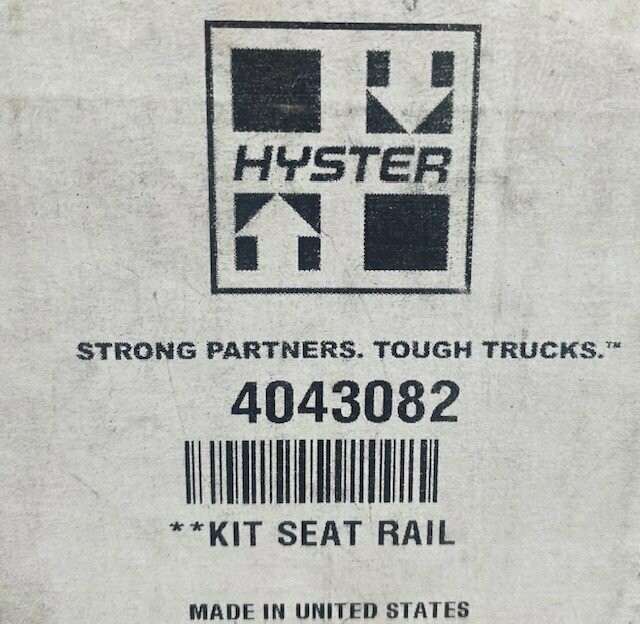 HYSTER
STRONG PARTNERS. TOUGH TRUCKS.™
4043082
**KIT SEAT RAIL
MADE IN UNITED STATES